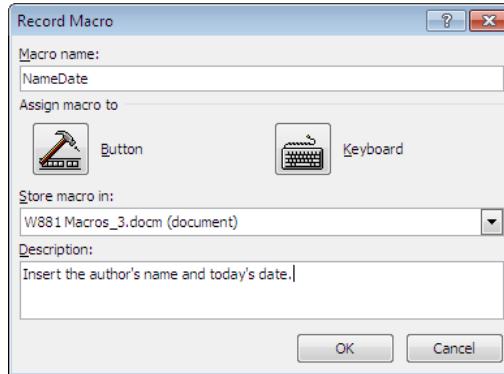 Record Macro
Macro name:
NameDate
Assign macro to
Button
Keyboard
Store macro in:
W881 Macros_3.docm (document)
Description:
Insert the author's name and today's date.
OK
Cancel